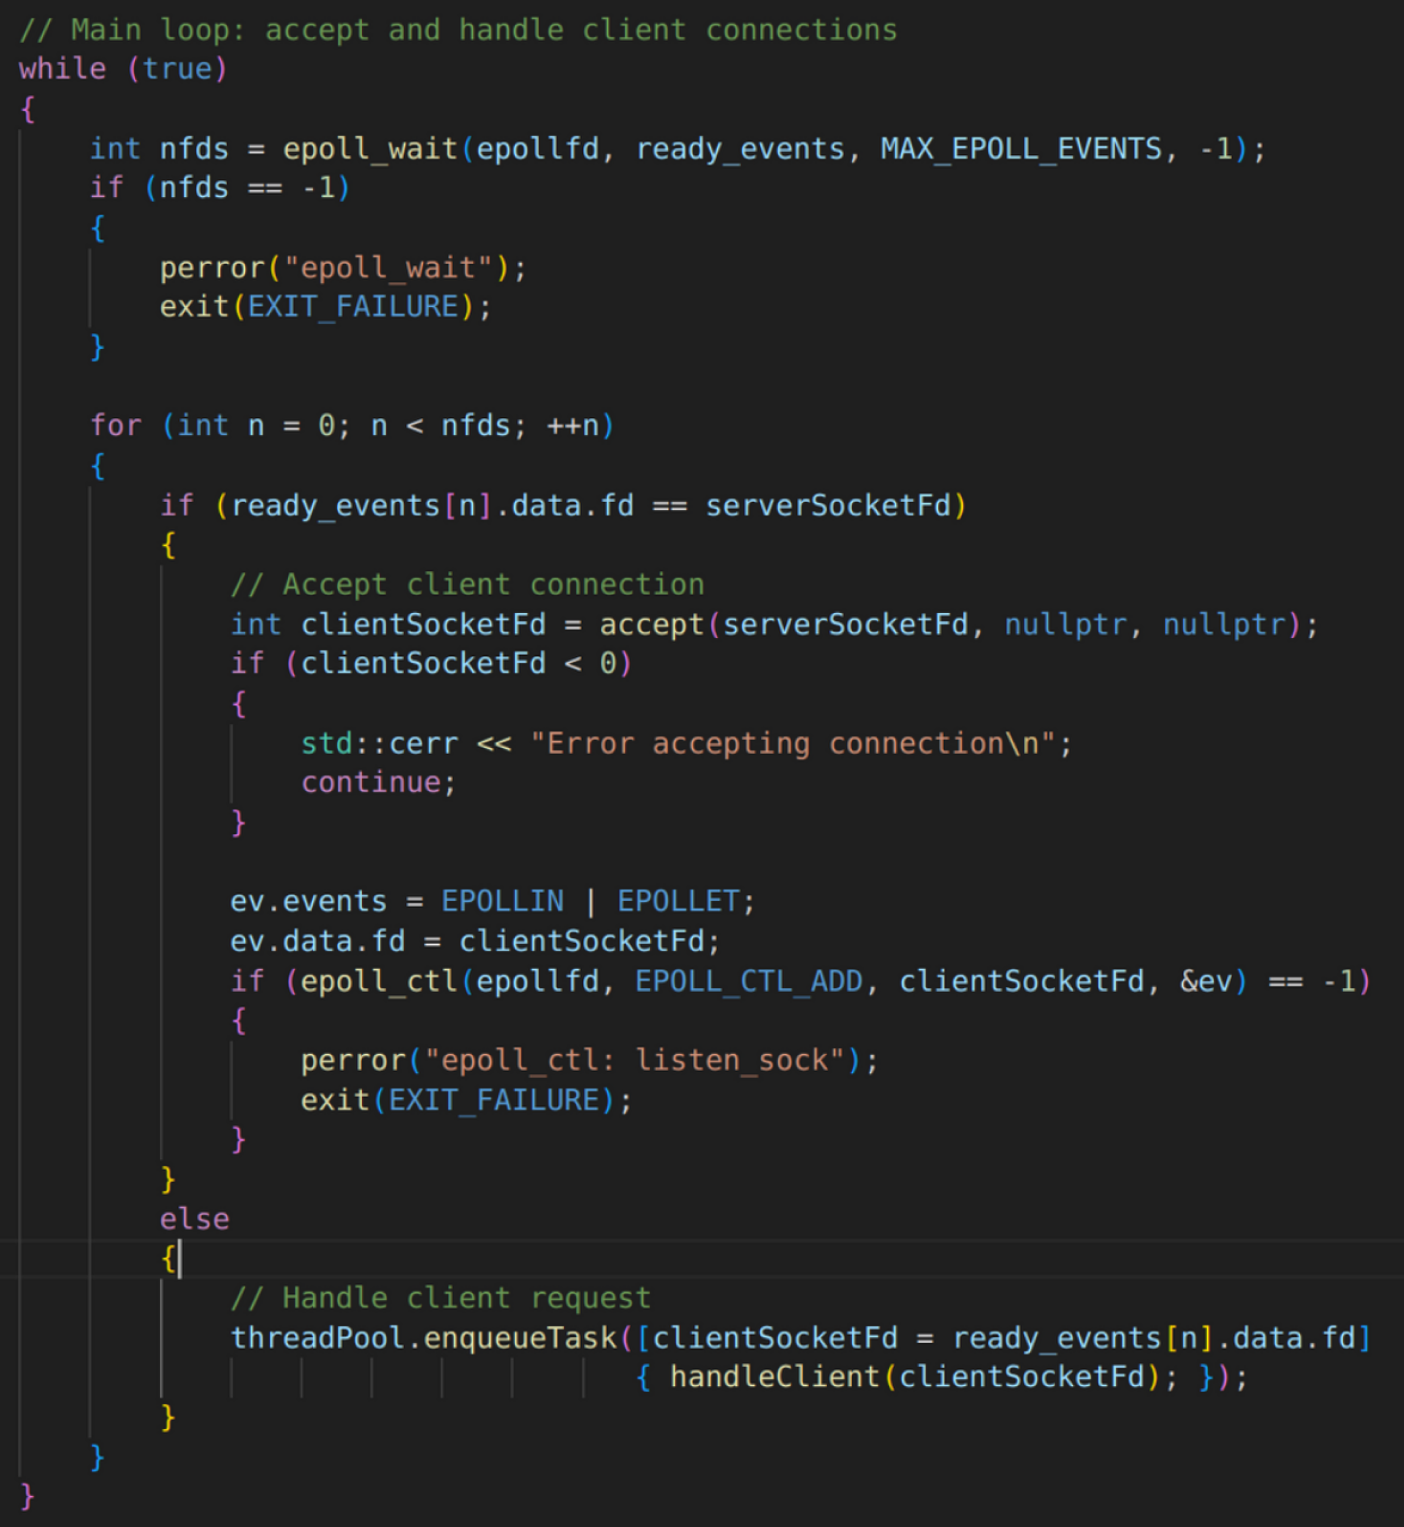 // Main loop: accept and handle client connections
while (true)
{
    int nfds = epoll_wait(epollfd, ready_events, MAX_EPOLL_EVENTS, -1);
    if (nfds == -1)
    {
        perror("epoll_wait");
        exit(EXIT_FAILURE);
    }

    for (int n = 0; n < nfds; ++n)
    {
        if (ready_events[n].data.fd == serverSocketFd)
        {
            // Accept client connection
            int clientSocketFd = accept(serverSocketFd, nullptr, nullptr);
            if (clientSocketFd < 0)
            {
                std::cerr << "Error accepting connection\n";
                continue;
            }

            ev.events = EPOLLIN | EPOLLET;
            ev.data.fd = clientSocketFd;
            if (epoll_ctl(epollfd, EPOLL_CTL_ADD, clientSocketFd, &ev) == -1)
            {
                perror("epoll_ctl: listen_sock");
                exit(EXIT_FAILURE);
            }
        }
        else
        {
            // Handle client request
            threadPool.enqueueTask([clientSocketFd = ready_events[n].data.fd]
                                   { handleClient(clientSocketFd); });
        }
    }
}